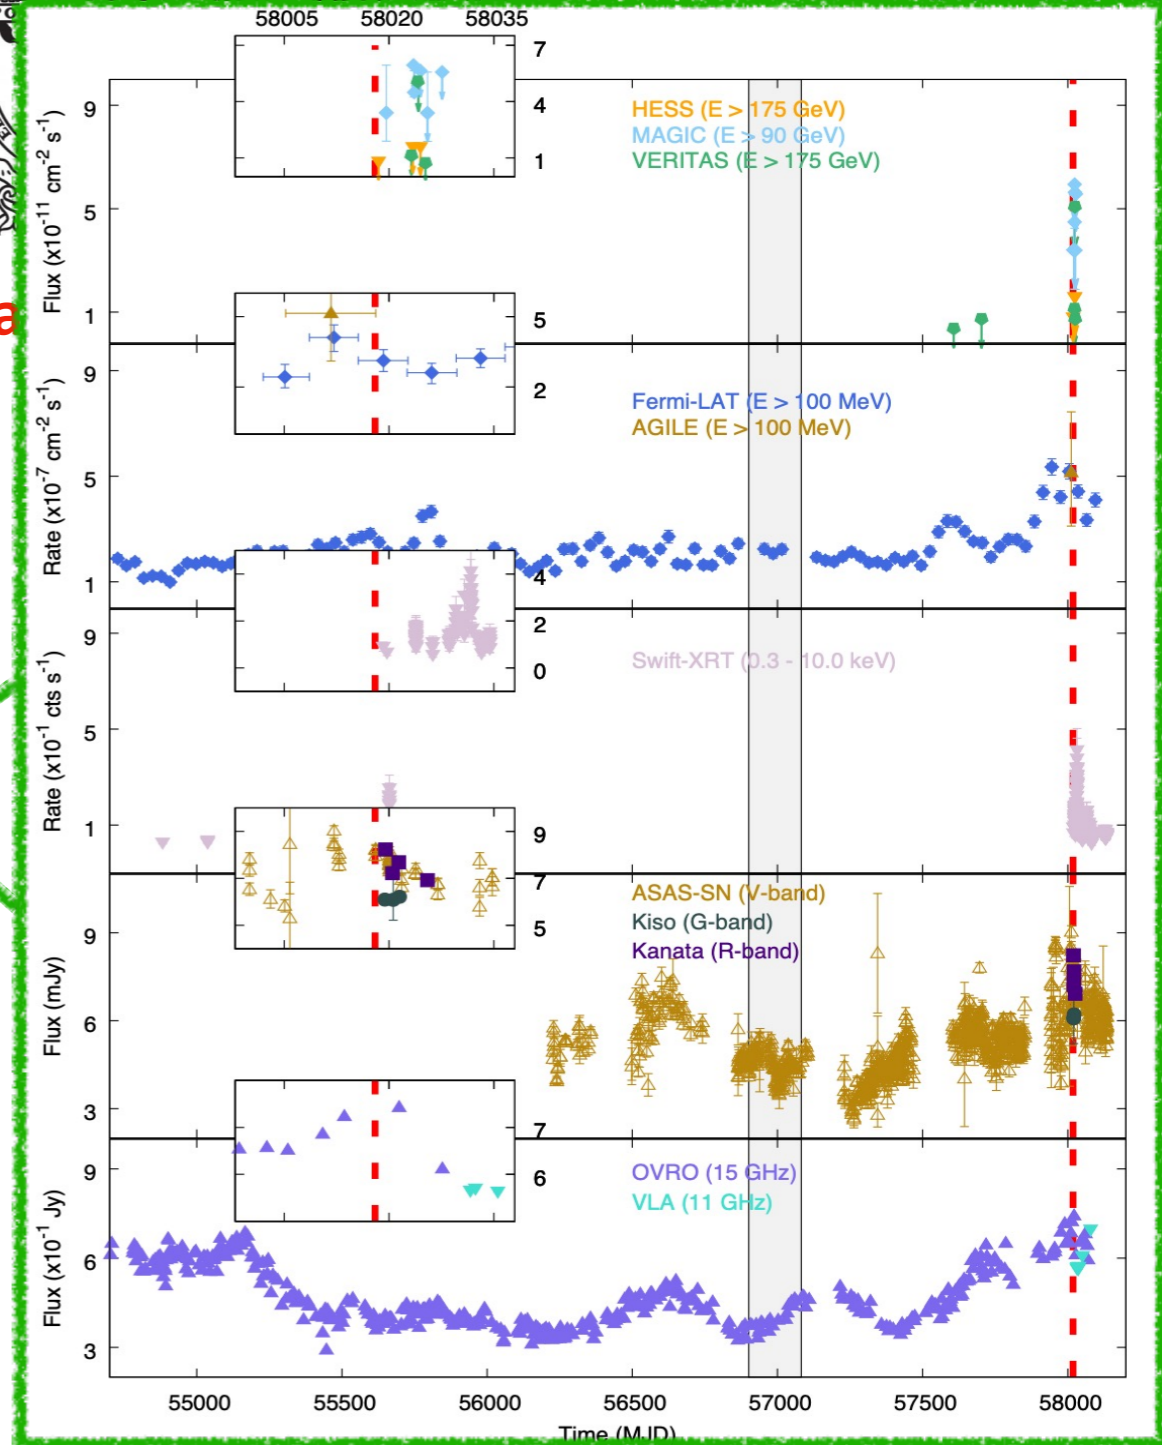 58005 58020 58035
7
4
1
9
5
1
Flux (x10-11 cm-2 s-1)
HESS (E > 175 GeV)
MAGIC (E > 90 GeV)
VERITAS (E > 175 GeV)
a
5
2
9
5
1
Rate (x10-7 cm-2 s-1)
Fermi-LAT (E > 100 MeV)
AGILE (E > 100 MeV)
4
2
0
9
5
1
Rate (x10-1 cts s-1)
Swift-XRT (0.3 - 10.0 keV)
9
7
5
9
6
3
Flux (mJy)
ASAS-SN (V-band)
Kiso (G-band)
Kanata (R-band)
7
6
9
6
3
Flux (x10-1 Jy)
OVRO (15 GHz)
VLA (11 GHz)
55000 55500 56000 56500 57000 57500 58000
Time (MJD)